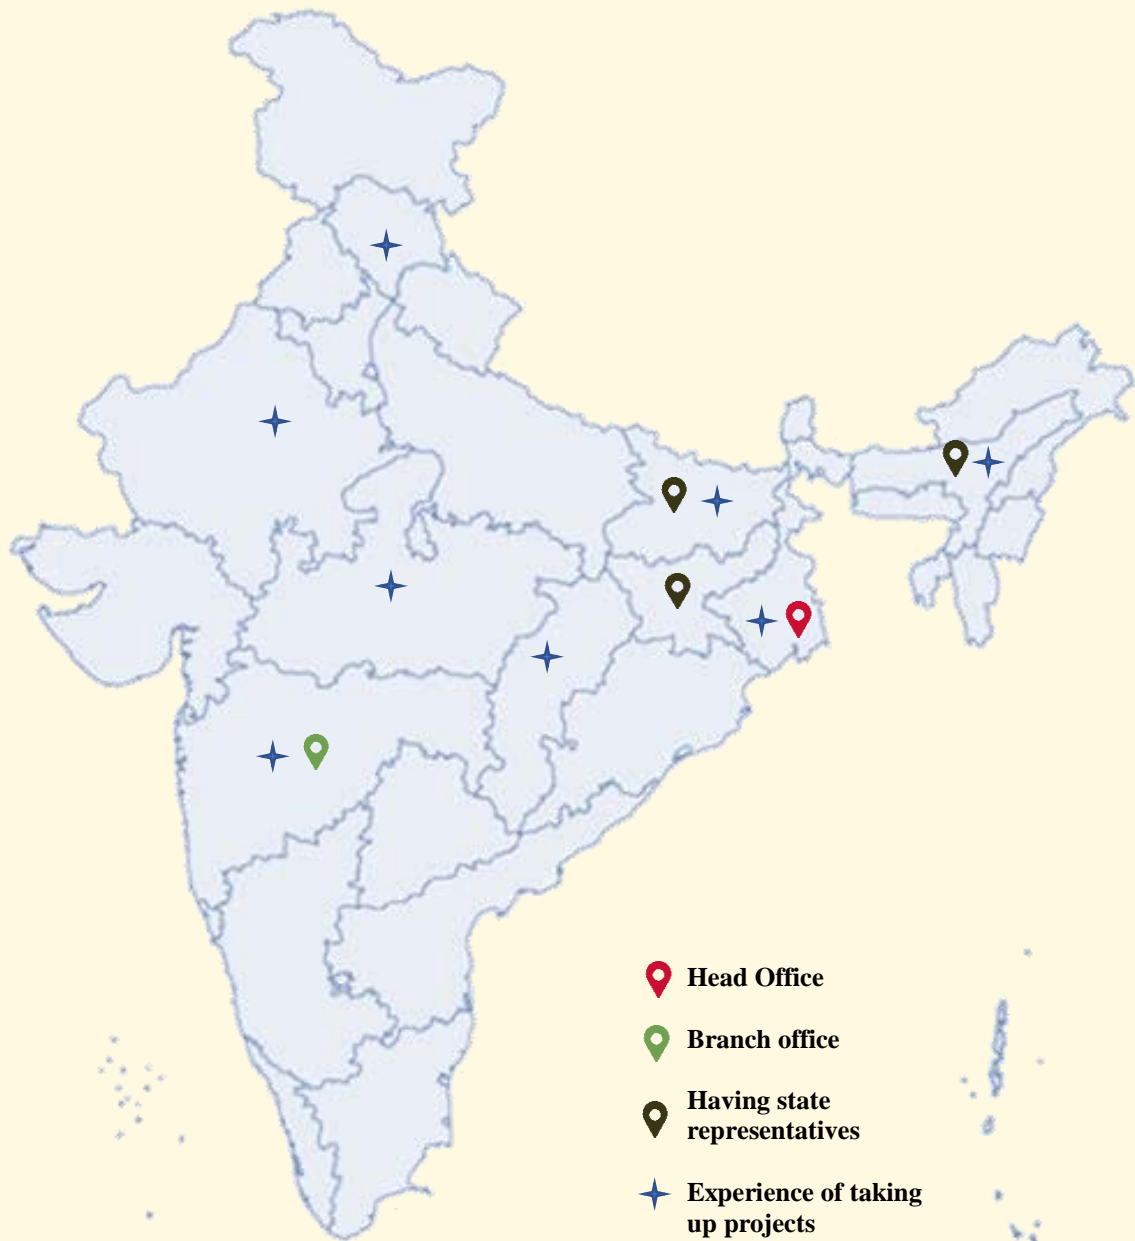 Head Office
Branch office
Having state
representatives
Experience of taking
up projects